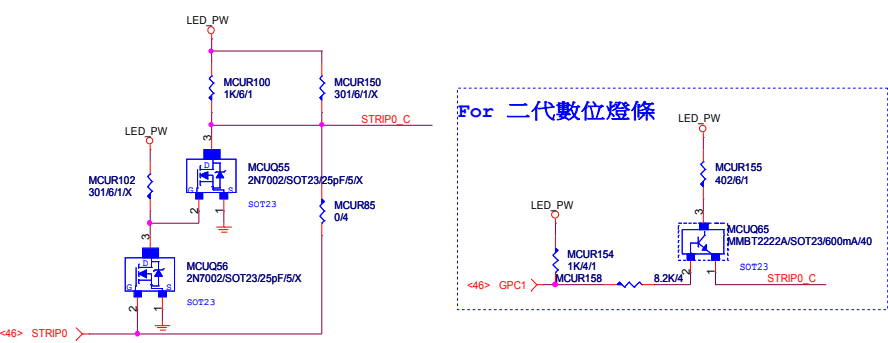 LED_PW
MCUR100
1K/6/1
MCUR150
301/6/1/X
STRIP0_C
LED_PW
3
MCUR102
301/6/1/X
D
G
S
MCUQ55
2N7002/SOT23/25pF/5/X
SOT23
2
1
MCUR85
0/4
3
D
G
S
MCUQ56
2N7002/SOT23/25pF/5/X
SOT23
2
1
<46> STRIP0
For 二代數位燈條
LED_PW
MCUR155
402/6/1
LED_PW
3
MCUQ65
MMBT2222A/SOT23/600mA/40
SOT23
MCUR154
1K/4/1
2
1
<46> GPC1
MCUR158
8.2K/4
STRIP0_C